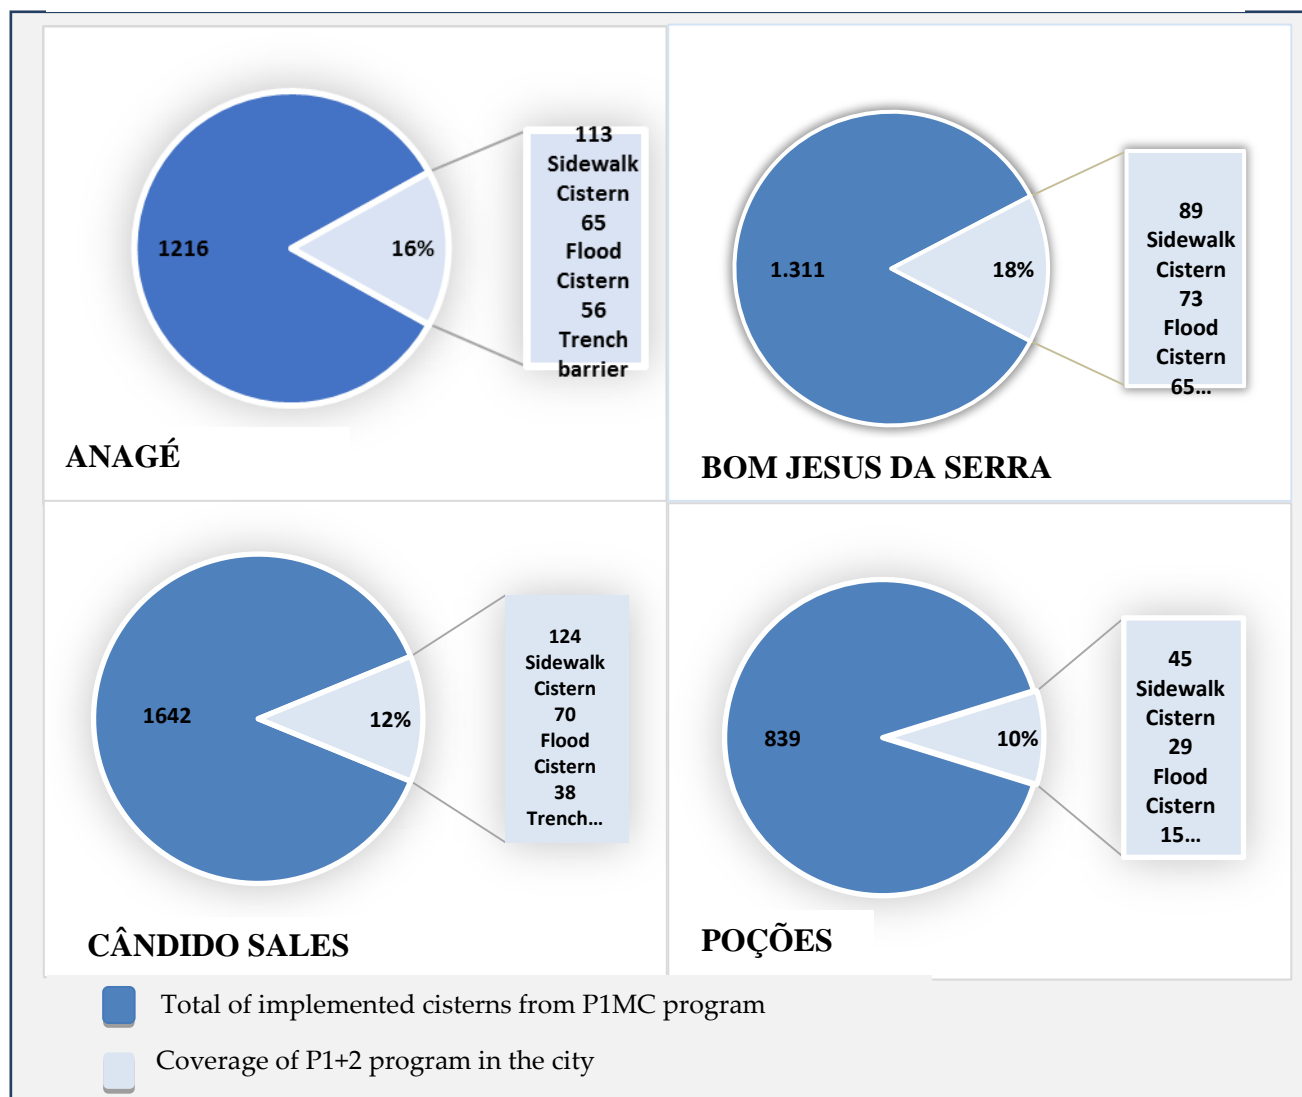 1216
16%
113
Sidewalk
Cistern
65
Flood
Cistern
56
Trench
barrier
ANAGÉ
1.311
18%
89
Sidewalk
Cistern
73
Flood
Cistern
65...
BOM JESUS DA SERRA
1642
12%
124
Sidewalk
Cistern
70
Flood
Cistern
38
Trench...
CÂNDIDO SALES
839
10%
45
Sidewalk
Cistern
29
Flood
Cistern
15...
POÇÕES
Total of implemented cisterns from P1MC program
Coverage of P1+2 program in the city